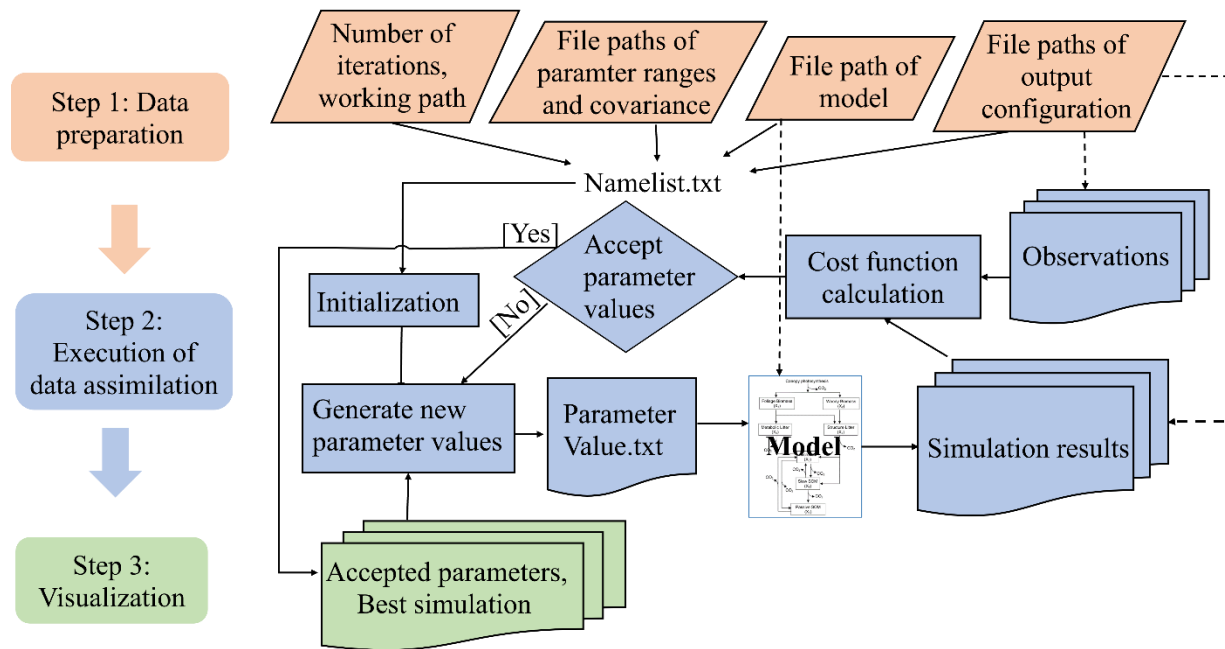 Number of
iterations,
working path
File paths of
paramter ranges
and covariance
File path of
model
File paths of
output
configuration
Step 1: Data
preparation
Namelist.txt
[Yes]
Accept
parameter
values
[No]
Cost function
calculation
Observations
Initialization
Step 2:
Execution of
data assimilation
Generate new
parameter values
Parameter
Value.txt
Canopy photosynthesis
Model
Simulation results
Step 3:
Visualization
Accepted parameters,
Best simulation